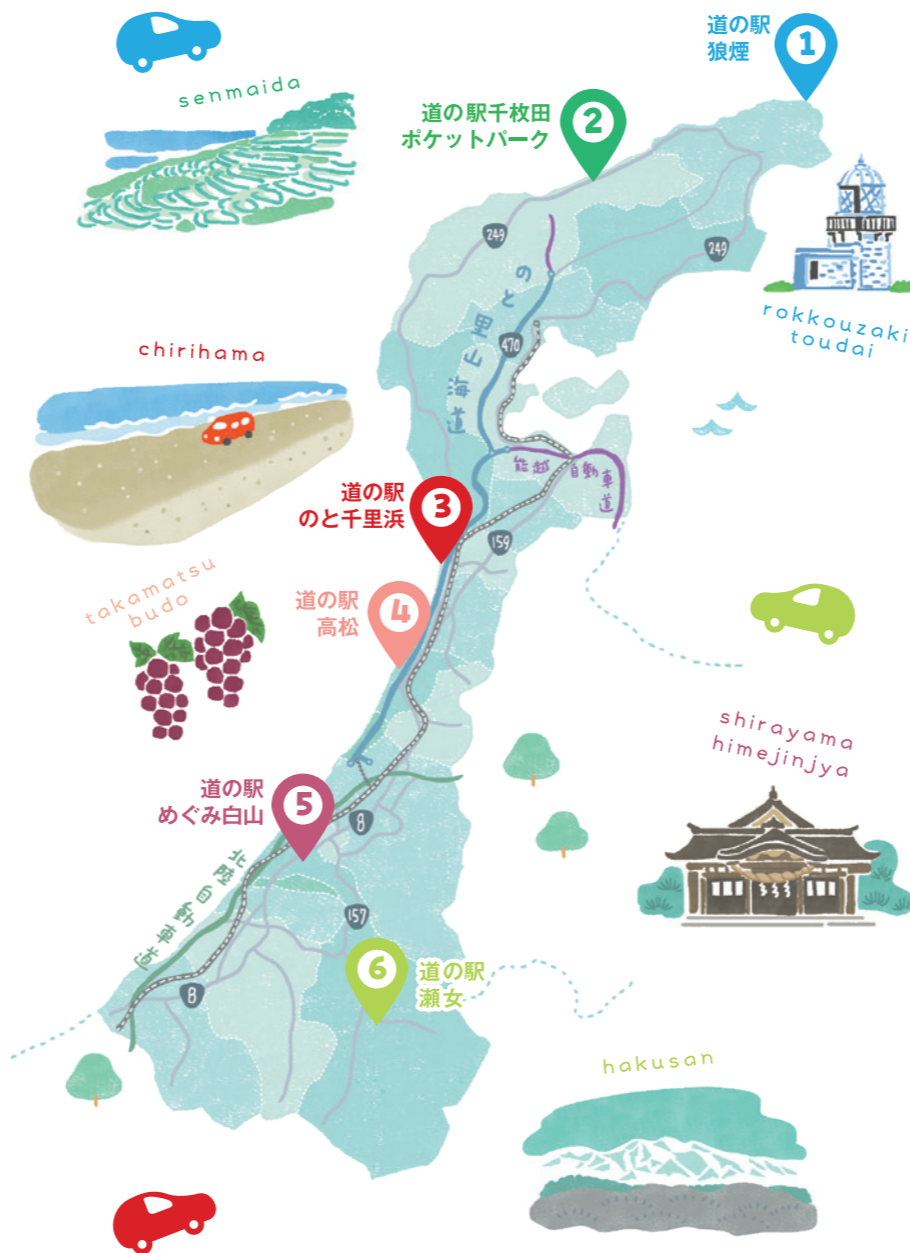 道の駅
狼煙
1
senmaida
道の駅千枚田
ポケットパーク
2
249
249
のと里山海道
470
rokkouzaki
toudai
chirihama
能越自動車道
道の駅
のと千里浜
3
159
takamatsu
budo
道の駅
高松
4
shirayama
himejinjya
道の駅
めぐみ白山
5
8
北陸自動車道
157
6
道の駅
瀬女
8
hakusan